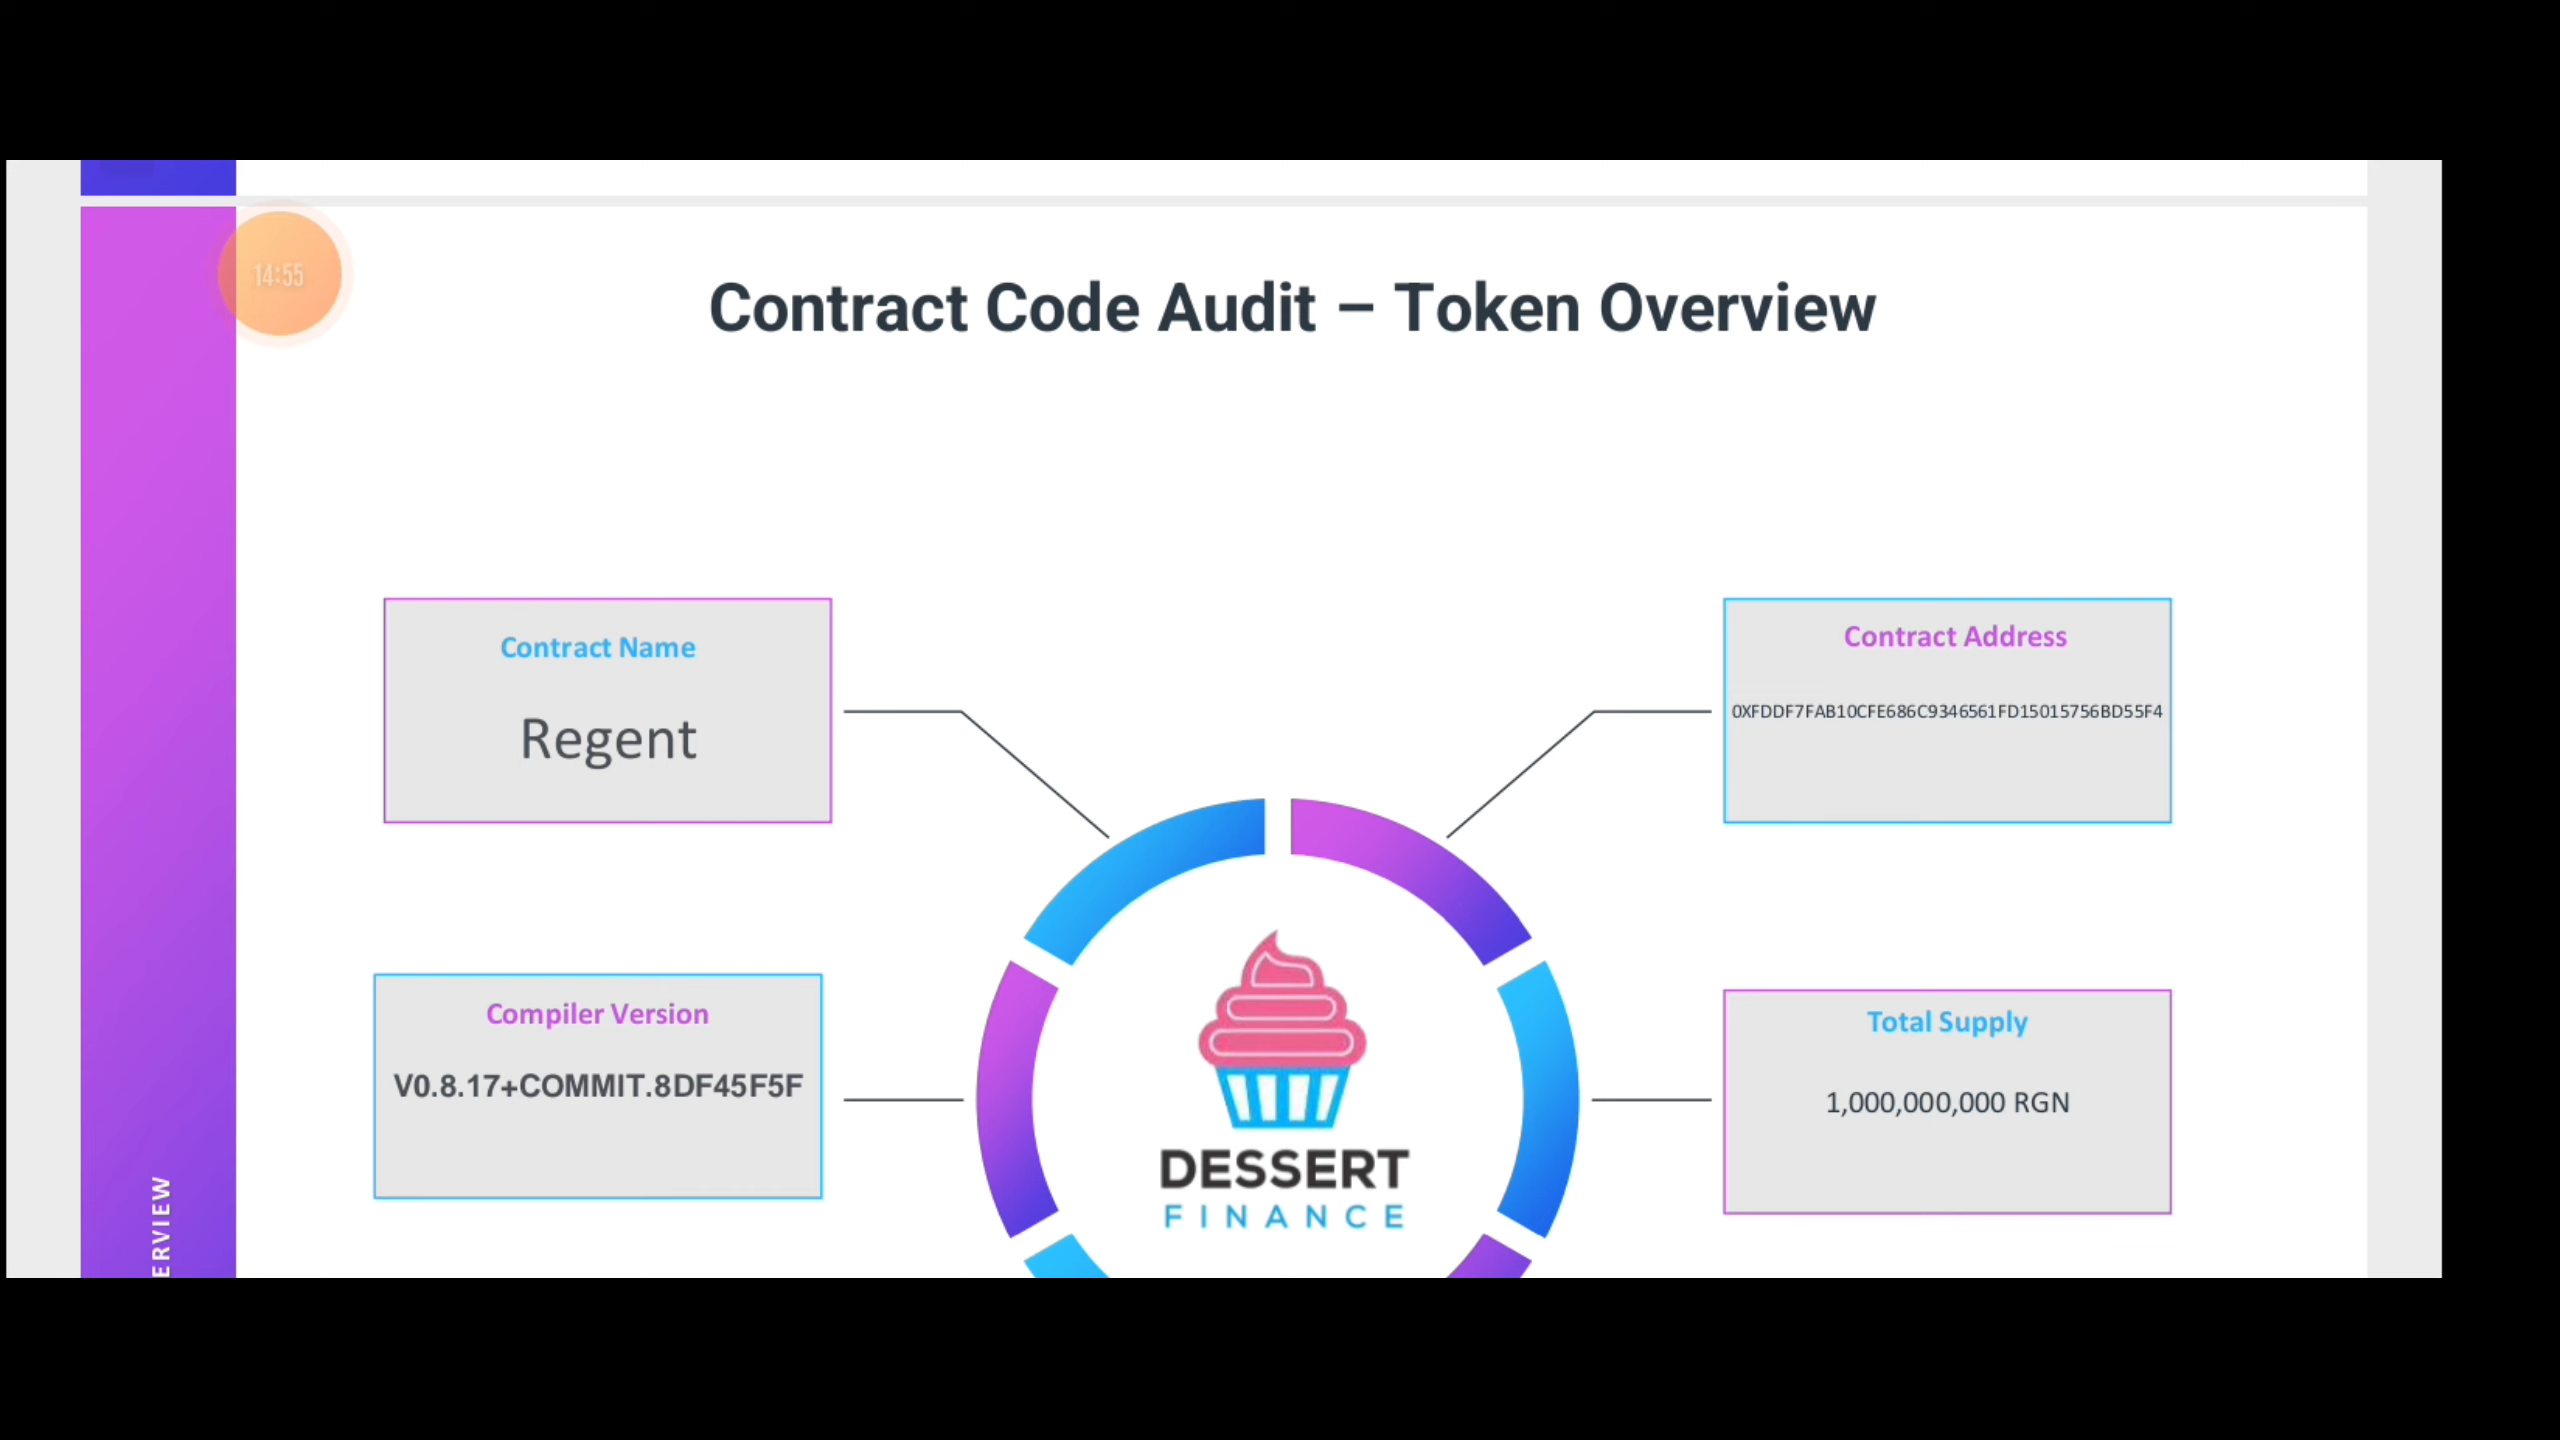 14:55
Contract Code Audit – Token Overview
Contract Name
Regent
Contract Address
0XFDDF7FAB10CFE686C9346561FD15015756BD55F4
Compiler Version
V0.8.17+COMMIT.8DF45F5F
Total Supply
1,000,000,000 RGN
DESSERT
FINANCE
ERVIEW